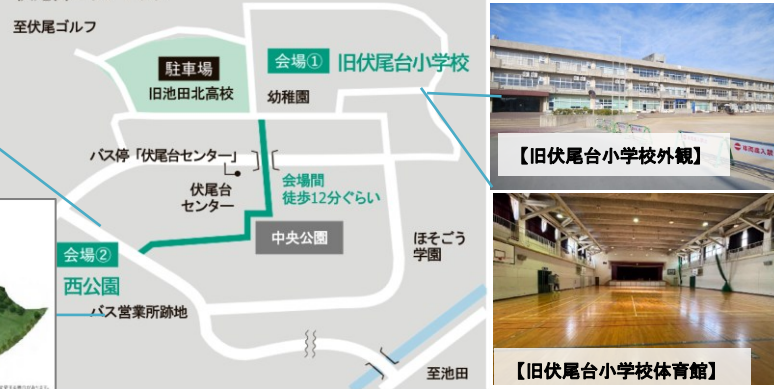 至伏尾ゴルフ
駐車場
旧池田北高校
会場① 旧伏尾台小学校
幼稚園
バス停「伏尾台センター」
伏尾台
センター
会場間
徒歩12分ぐらい
中央公園
ほそごう
学園
会場②
西公園
バス営業所跡地
至池田
【旧伏尾台小学校外観】
【旧伏尾台小学校体育館】